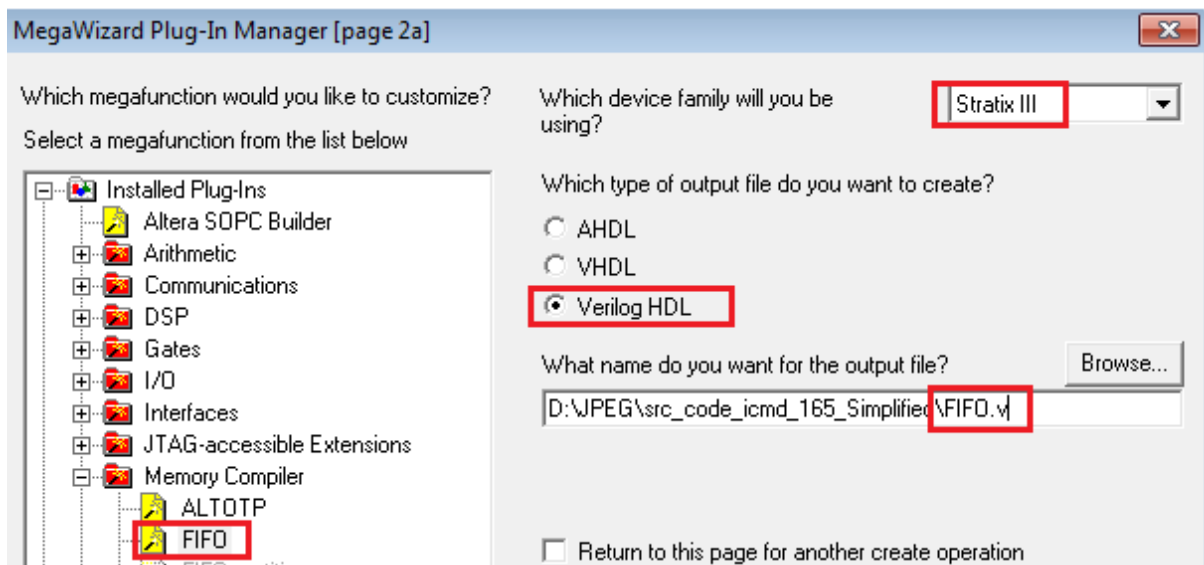 MegaWizard Plug-In Manager [page 2a]
Which megafunction would you like to customize?
Select a megafunction from the list below
Installed Plug-Ins
Altera SOPC Builder
Arithmetic
Communications
DSP
Gates
I/O
Interfaces
JTAG-accessible Extensions
Memory Compiler
ALTOTP
FIFO
Which device family will you be
using?
Stratix III
Which type of output file do you want to create?
AHDL
VHDL
Verilog HDL
What name do you want for the output file?
Browse...
D:\JPEG\src_code_icmd_165_Simplified\FIFO.v
Return to this page for another create operation